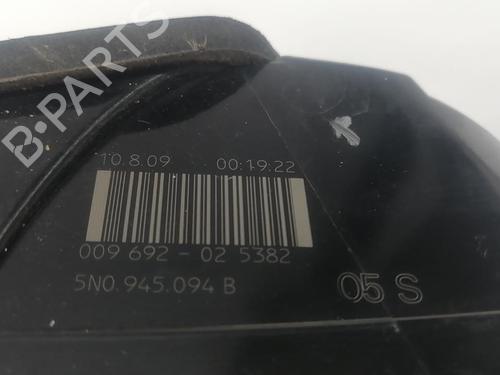 B-PARTS
10.8.09 00:19:22
009 692 - 02 5382
5N0.945.094 B
05 S